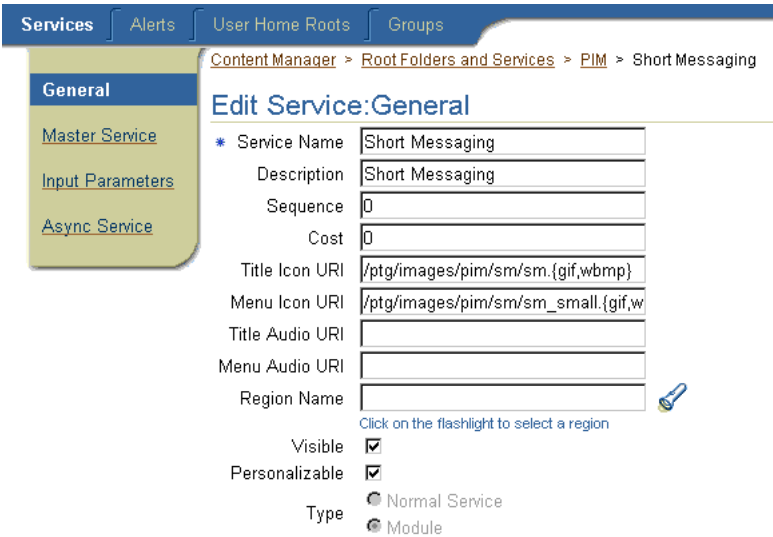 Services Alerts User Home Roots Groups
Content Manager > Root Folders and Services > PIM > Short Messaging
General
Master Service
Input Parameters
Async Service
Edit Service:General
* Service Name Short Messaging
Description Short Messaging
Sequence 0
Cost 0
Title Icon URI /ptg/images/pim/sm/sm.{gif,wbmp}
Menu Icon URI /ptg/images/pim/sm/sm_small.{gif,w
Title Audio URI
Menu Audio URI
Region Name
Click on the flashlight to select a region
Visible
Personalizable
Type Normal Service
Module